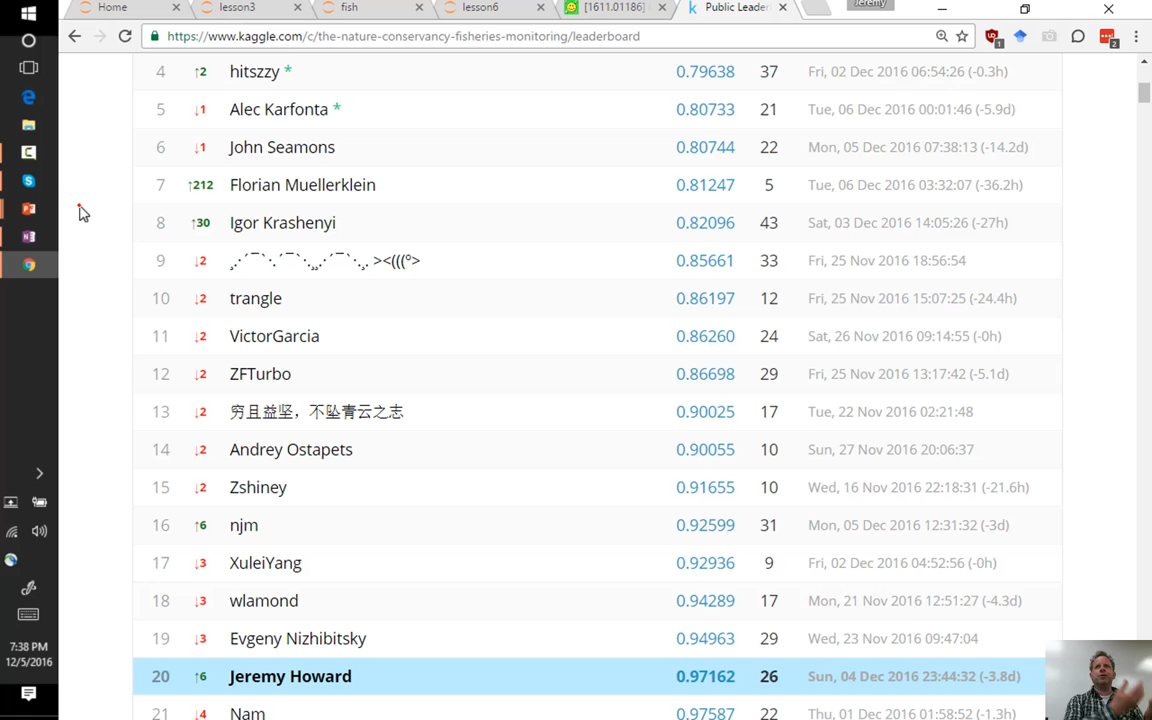 Home
lesson3
fish
lesson6
[1611.01186]
Public Leader
Jeremy
https://www.kaggle.com/c/the-nature-conservancy-fisheries-monitoring/leaderboard
4 ↑2 hitszzy * 0.79638 37 Fri, 02 Dec 2016 06:54:26 (-0.3h)
5 ↓1 Alec Karfonta * 0.80733 21 Tue, 06 Dec 2016 00:01:46 (-5.9d)
6 ↓1 John Seamons 0.80744 22 Mon, 05 Dec 2016 07:38:13 (-14.2d)
7 ↑212 Florian Muellerklein 0.81247 5 Tue, 06 Dec 2016 03:32:07 (-36.2h)
8 ↑30 Igor Krashenyi 0.82096 43 Sat, 03 Dec 2016 14:05:26 (-27h)
9 ↓2 ¸.·´¯`·.´¯`·.¸¸.·´¯`·.¸. ><(((º> 0.85661 33 Fri, 25 Nov 2016 18:56:54
10 ↓2 trangle 0.86197 12 Fri, 25 Nov 2016 15:07:25 (-24.4h)
11 ↓2 VictorGarcia 0.86260 24 Sat, 26 Nov 2016 09:14:55 (-0h)
12 ↓2 ZFTurbo 0.86698 29 Fri, 25 Nov 2016 13:17:42 (-5.1d)
13 ↓2 穷且益坚，不坠青云之志 0.90025 17 Tue, 22 Nov 2016 02:21:48
14 ↓2 Andrey Ostapets 0.90055 10 Sun, 27 Nov 2016 20:06:37
15 ↓2 Zshiney 0.91655 10 Wed, 16 Nov 2016 22:18:31 (-21.6h)
16 ↑6 njm 0.92599 31 Mon, 05 Dec 2016 12:31:32 (-3d)
17 ↓3 XuleiYang 0.92936 9 Fri, 02 Dec 2016 04:52:56 (-0h)
18 ↓3 wlamond 0.94289 17 Mon, 21 Nov 2016 12:51:27 (-4.3d)
19 ↓3 Evgeny Nizhibitsky 0.94963 29 Wed, 23 Nov 2016 09:47:04
20 ↑6 Jeremy Howard 0.97162 26 Sun, 04 Dec 2016 23:44:32 (-3.8d)
21 ↓4 Nam 0.97587 22 Thu, 01 Dec 2016 01:58:52 (-1.3h)
7:38 PM
12/5/2016